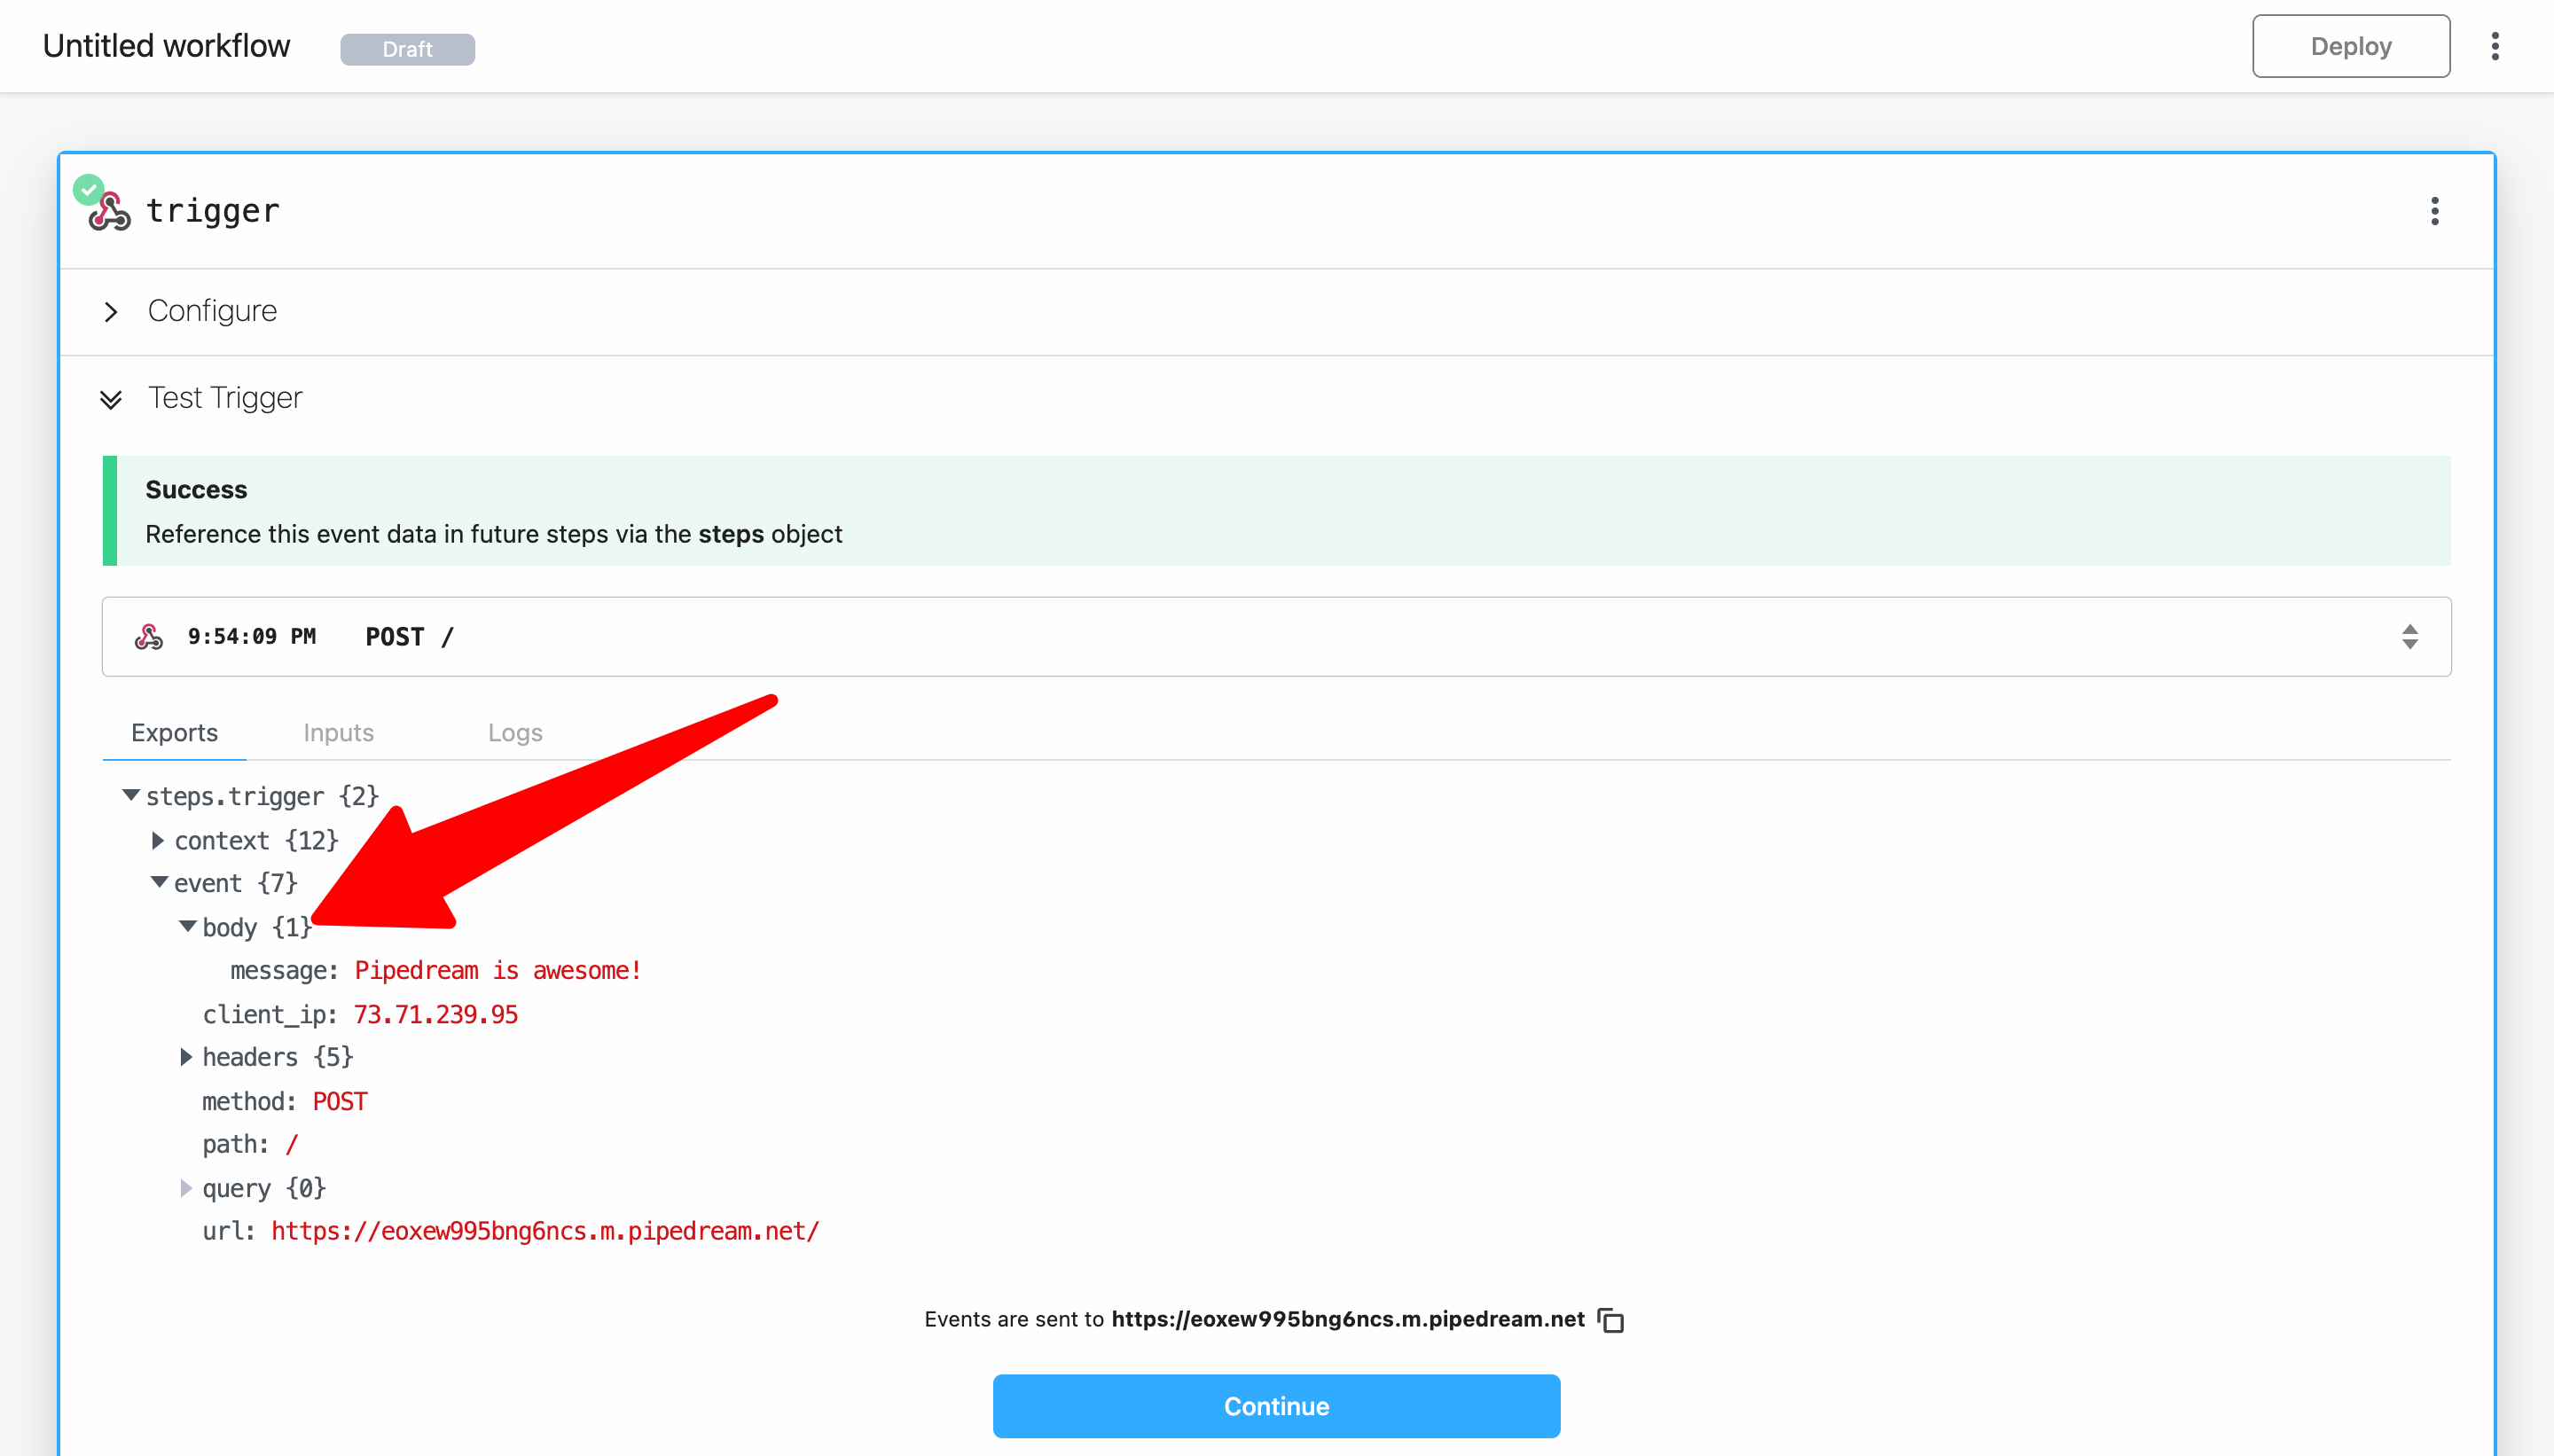 Untitled workflow Draft Deploy
trigger
Configure
Test Trigger
Success
Reference this event data in future steps via the steps object
9:54:09 PM POST /
Exports Inputs Logs
steps.trigger {2}
context {12}
event {7}
body {1}
message: Pipedream is awesome!
client_ip: 73.71.239.95
headers {5}
method: POST
path: /
query {0}
url: https://eoxew995bng6ncs.m.pipedream.net/
Events are sent to https://eoxew995bng6ncs.m.pipedream.net
Continue